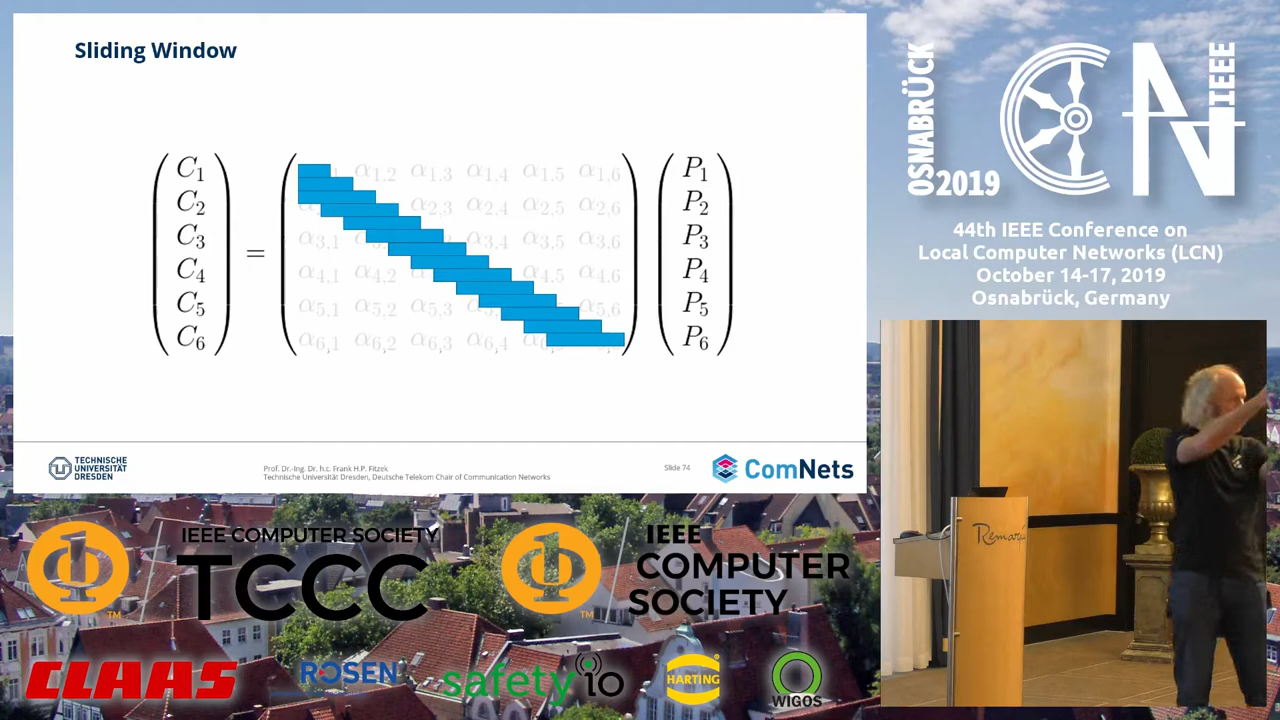 Sliding Window
C1
C2
C3
C4
C5
C6
=
α1.2 α1.3 α1.4 α1.5 α1,6
α2,3 α2.4 α2,5 α2,6
α3,1 α3,4 α3,5 α3.6
α4,1 α4.2 α4.5 α4.6
α5,1 α5,2 α5,3 α5,6
α6,1 α6,2 α6,3 α6,4
P1
P2
P3
P4
P5
P6
TECHNISCHE
UNIVERSITÄT
DRESDEN
Prof. Dr.-Ing. Dr. h.c. Frank H.P. Fitzek
Technische Universität Dresden, Deutsche Telekom Chair of Communication Networks
Slide 74
ComNets
OSNABRÜCK
2019
LCN
IEEE
44th IEEE Conference on
Local Computer Networks (LCN)
October 14-17, 2019
Osnabrück, Germany
IEEE COMPUTER SOCIETY
TCCC
TM
IEEE
COMPUTER
SOCIETY
TM
CLAAS
ROSEN
safety io
HARTING
WIGOS